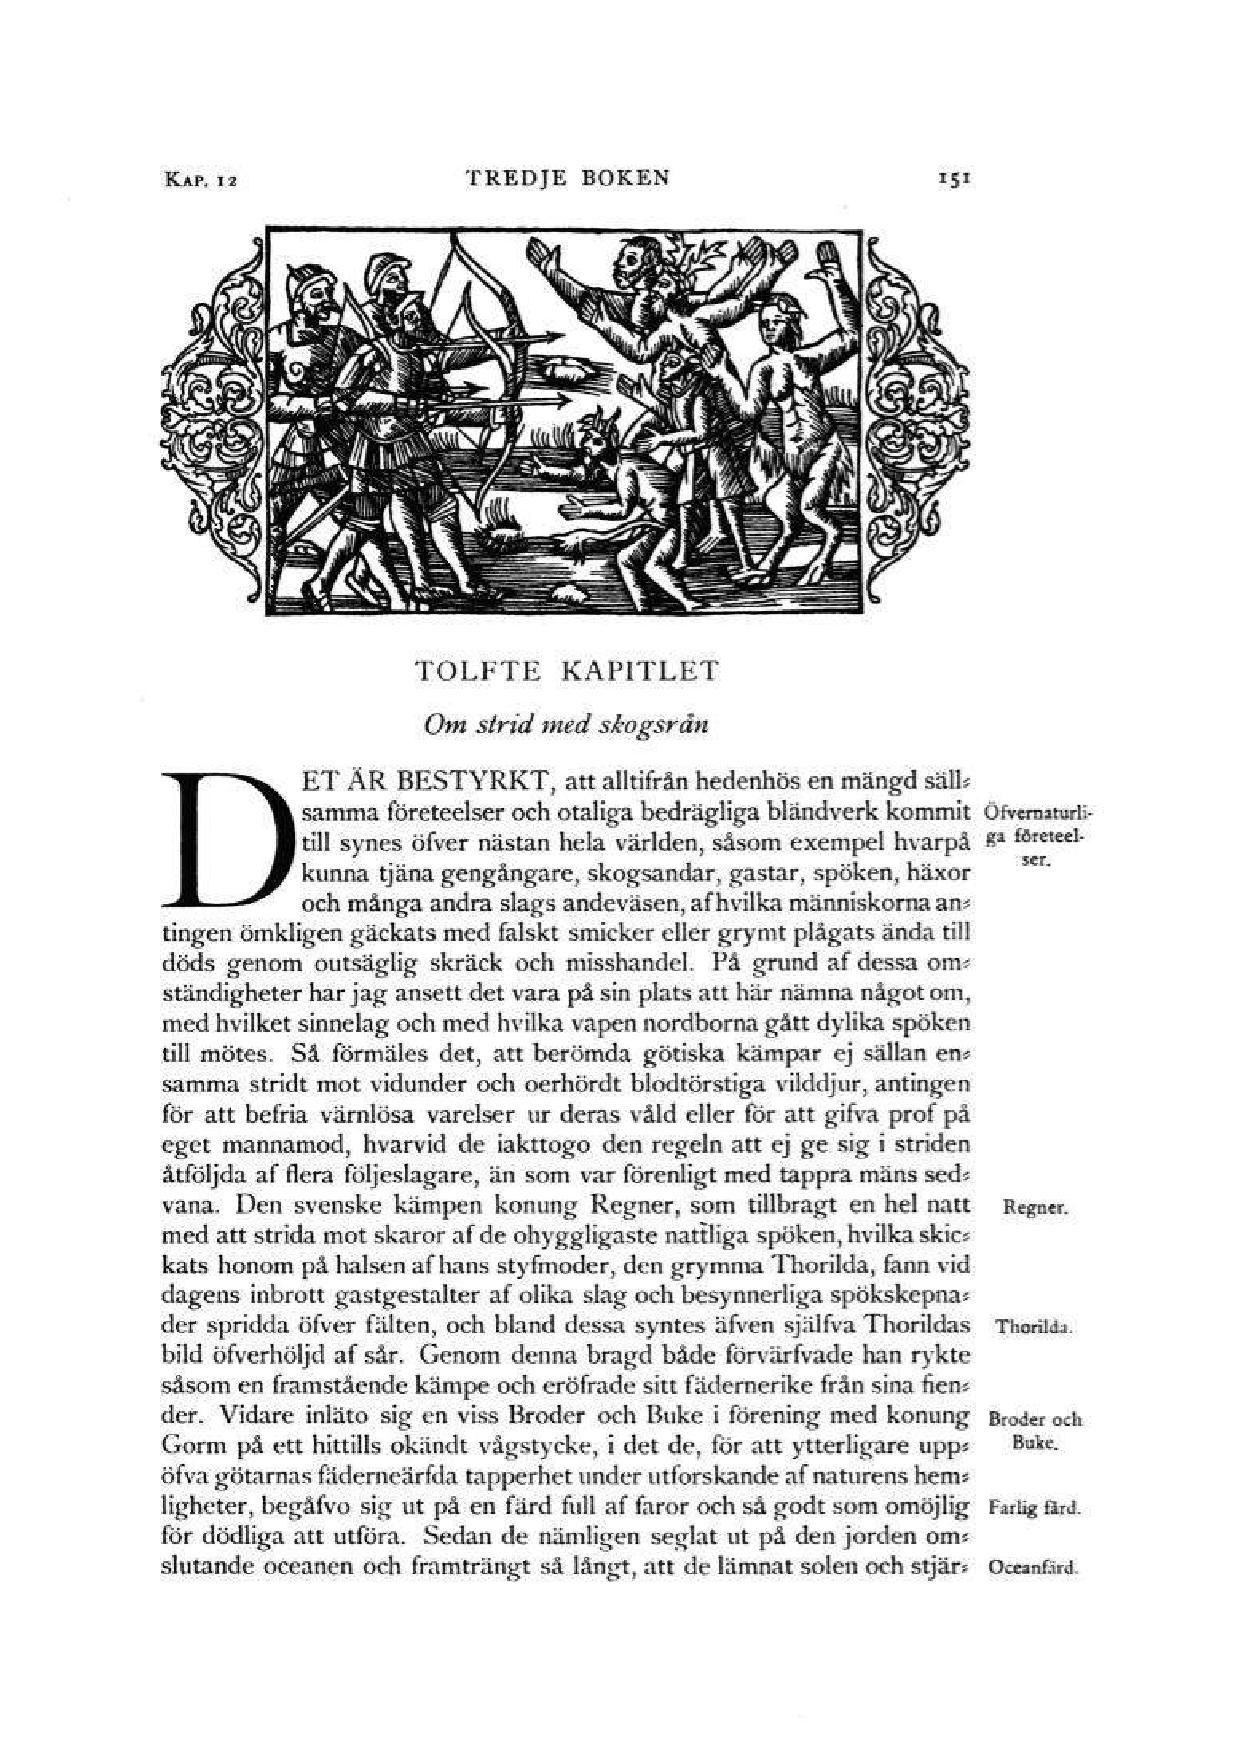 KAP. 12 TREDJE BOKEN 151
TOLFTE KAPITLET
Om strid med skogsrån
DET ÄR BESTYRKT, att alltifrån hedenhös en mängd säll-
samma företeelser och otaliga bedrägliga bländverk kommit
till synes öfver nästan hela världen, såsom exempel hvarpå
kunna tjäna gengångare, skogsandar, gastar, spöken, häxor
och många andra slags andeväsen, af hvilka människorna an-
tingen ömkligen gäckats med falskt smicker eller grymt plågats ända till
döds genom outsäglig skräck och misshandel. På grund af dessa om-
ständigheter har jag ansett det vara på sin plats att här nämna något om,
med hvilket sinnelag och med hvilka vapen nordborna gått dylika spöken
till mötes. Så förmäles det, att berömda götiska kämpar ej sällan en-
samma stridt mot vidunder och oerhördt blodtörstiga vilddjur, antingen
för att befria värnlösa varelser ur deras våld eller för att gifva prof på
eget mannamod, hvarvid de iakttogo den regeln att ej ge sig i striden
åtföljda af flera följeslagare, än som var förenligt med tappra mäns sed-
vana. Den svenske kämpen konung Regner, som tillbragt en hel natt
med att strida mot skaror af de ohyggligaste nattliga spöken, hvilka skic-
kats honom på halsen af hans styfmoder, den grymma Thorilda, fann vid
dagens inbrott gastgestalter af olika slag och besynnerliga spökskepna-
der spridda öfver fälten, och bland dessa syntes äfven själfva Thorildas
bild öfverhöljd af sår. Genom denna bragd både förvärfvade han rykte
såsom en framstående kämpe och eröfrade sitt fädernerike från sina fien-
der. Vidare inläto sig en viss Broder och Buke i förening med konung
Gorm på ett hittills okändt vågstycke, i det de, för att ytterligare upp-
öfva götarnas fäderneärfda tapperhet under utforskande af naturens hem-
ligheter, begåfvo sig ut på en färd full af faror och så godt som omöjlig
för dödliga att utföra. Sedan de nämligen seglat ut på den jorden om-
slutande oceanen och framträngt så långt, att de lämnat solen och stjär-
Öfvernaturli-
ga företeel-
ser.
Regner.
Thorilda.
Broder och
Buke.
Farlig färd.
Oceanfärd.